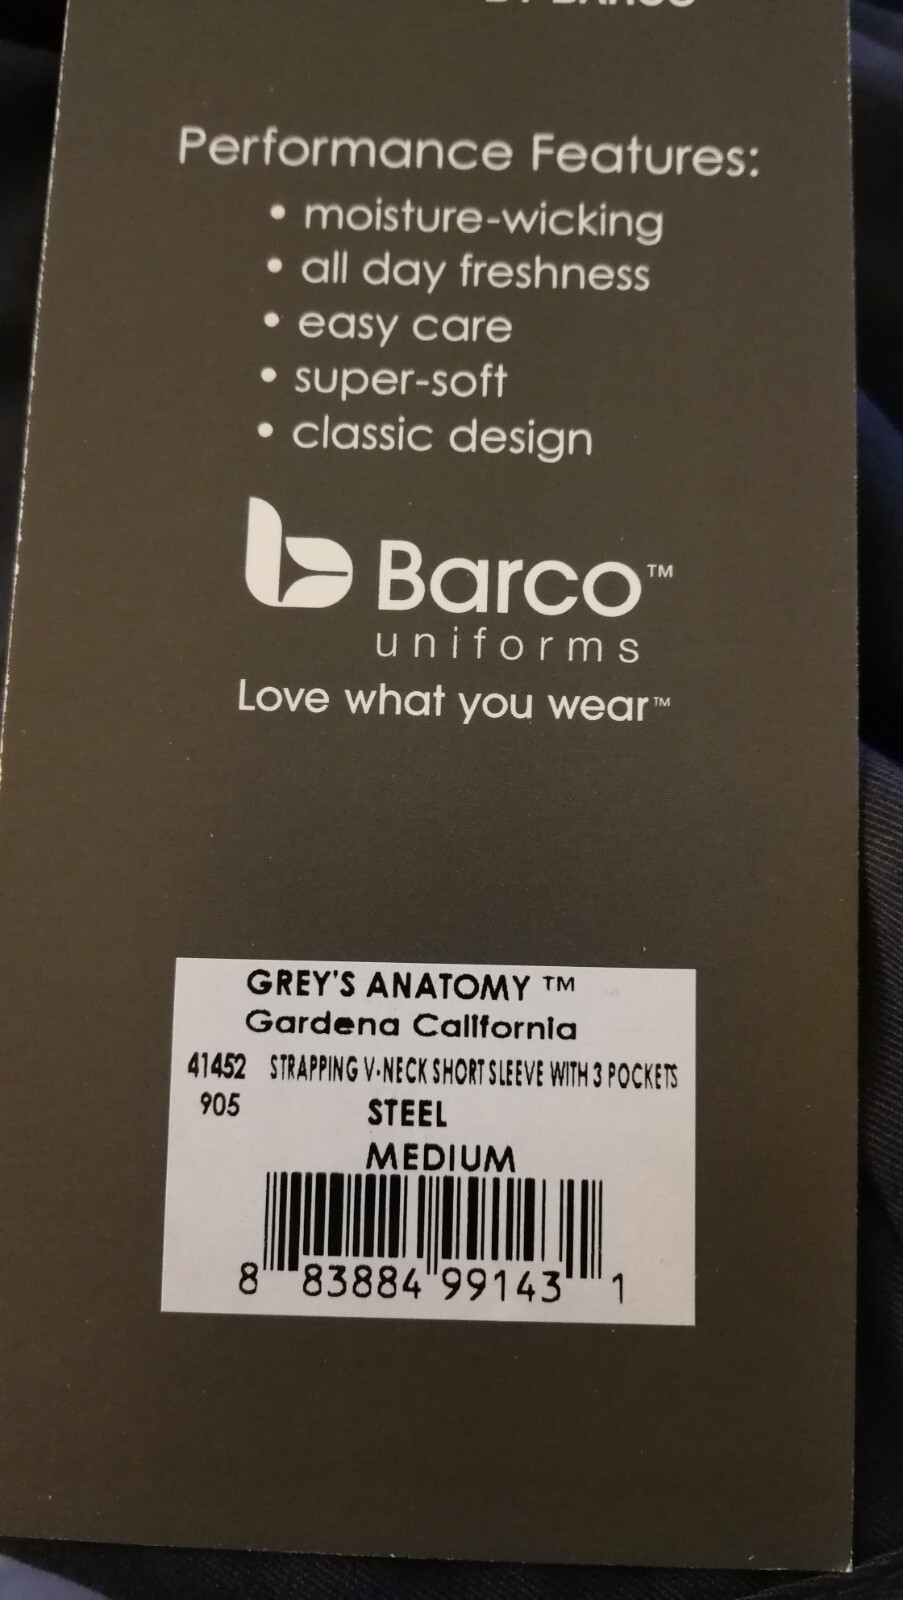 BY BARCO
Performance Features:
• moisture-wicking
• all day freshness
• easy care
• super-soft
• classic design
Barco™
uniforms
Love what you wear™
GREY'S ANATOMY ™
Gardena California
41452 STRAPPING V-NECK SHORT SLEEVE WITH 3 POCKETS
905 STEEL
MEDIUM
8 83884 99143 1